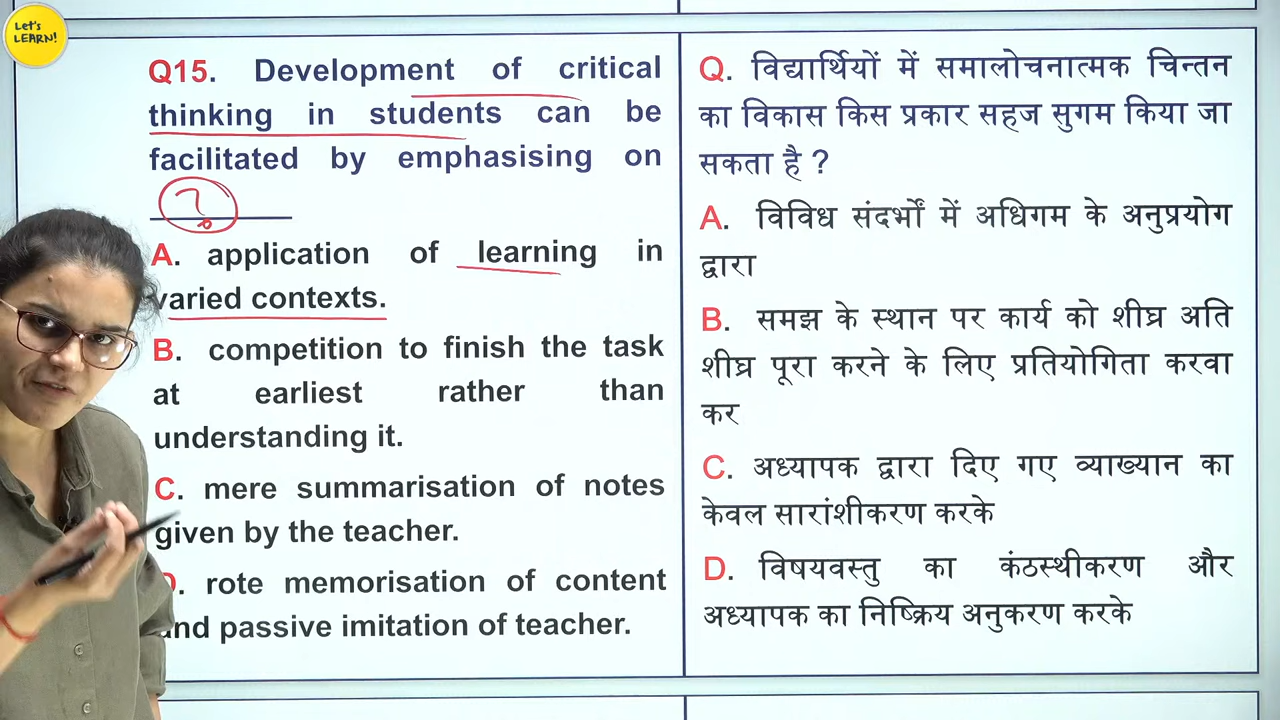 Let's
LEARN!
Q15. Development of critical
thinking in students can be
facilitated by emphasising on
?
A. application of learning in
varied contexts.
B. competition to finish the task
at earliest rather than
understanding it.
C. mere summarisation of notes
given by the teacher.
D. rote memorisation of content
and passive imitation of teacher.
Q. विद्यार्थियों में समालोचनात्मक चिन्तन
का विकास किस प्रकार सहज सुगम किया जा
सकता है ?
A. विविध संदर्भों में अधिगम के अनुप्रयोग
द्वारा
B. समझ के स्थान पर कार्य को शीघ्र अति
शीघ्र पूरा करने के लिए प्रतियोगिता करवा
कर
C. अध्यापक द्वारा दिए गए व्याख्यान का
केवल सारांशीकरण करके
D. विषयवस्तु का कंठस्थीकरण और
अध्यापक का निष्क्रिय अनुकरण करके